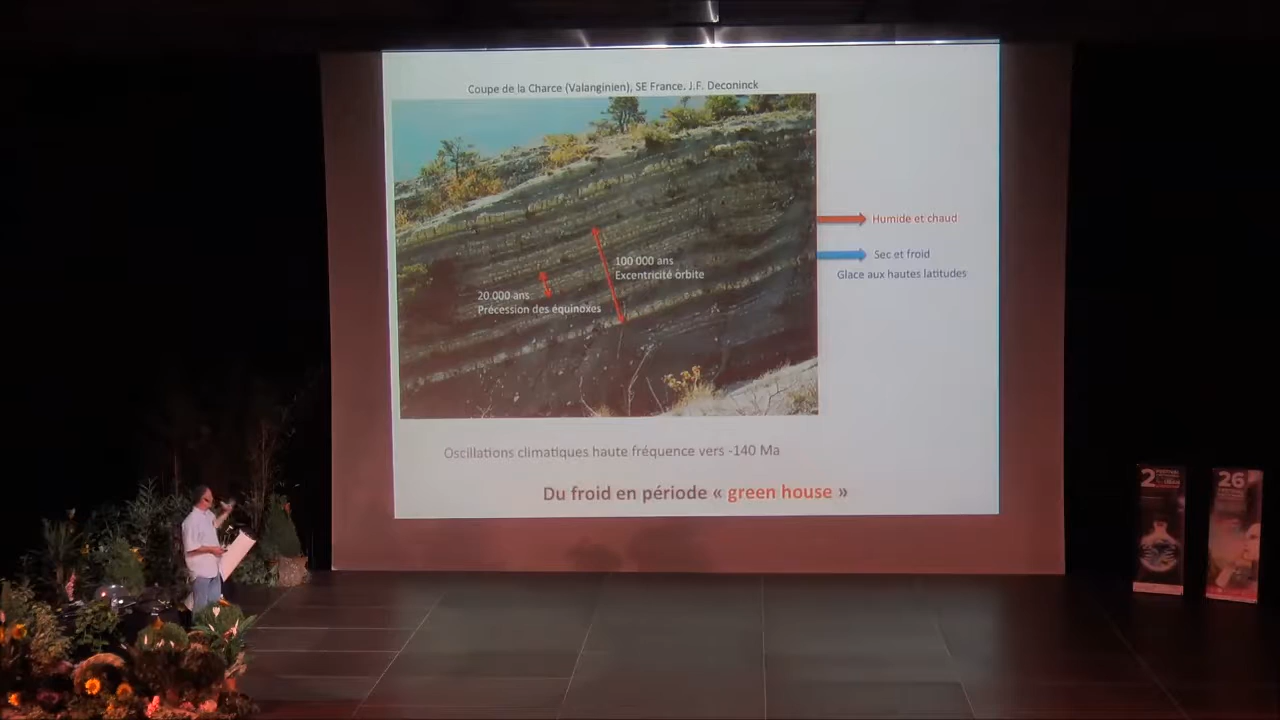 Coupe de la Charce (Valanginien), SE France. J.F. Deconinck
Humide et chaud
Sec et froid
Glace aux hautes latitudes
100 000 ans
Excentricité orbite
20 000 ans
Précession des équinoxes
Oscillations climatiques haute fréquence vers -140 Ma
Du froid en période « green house »
2
26